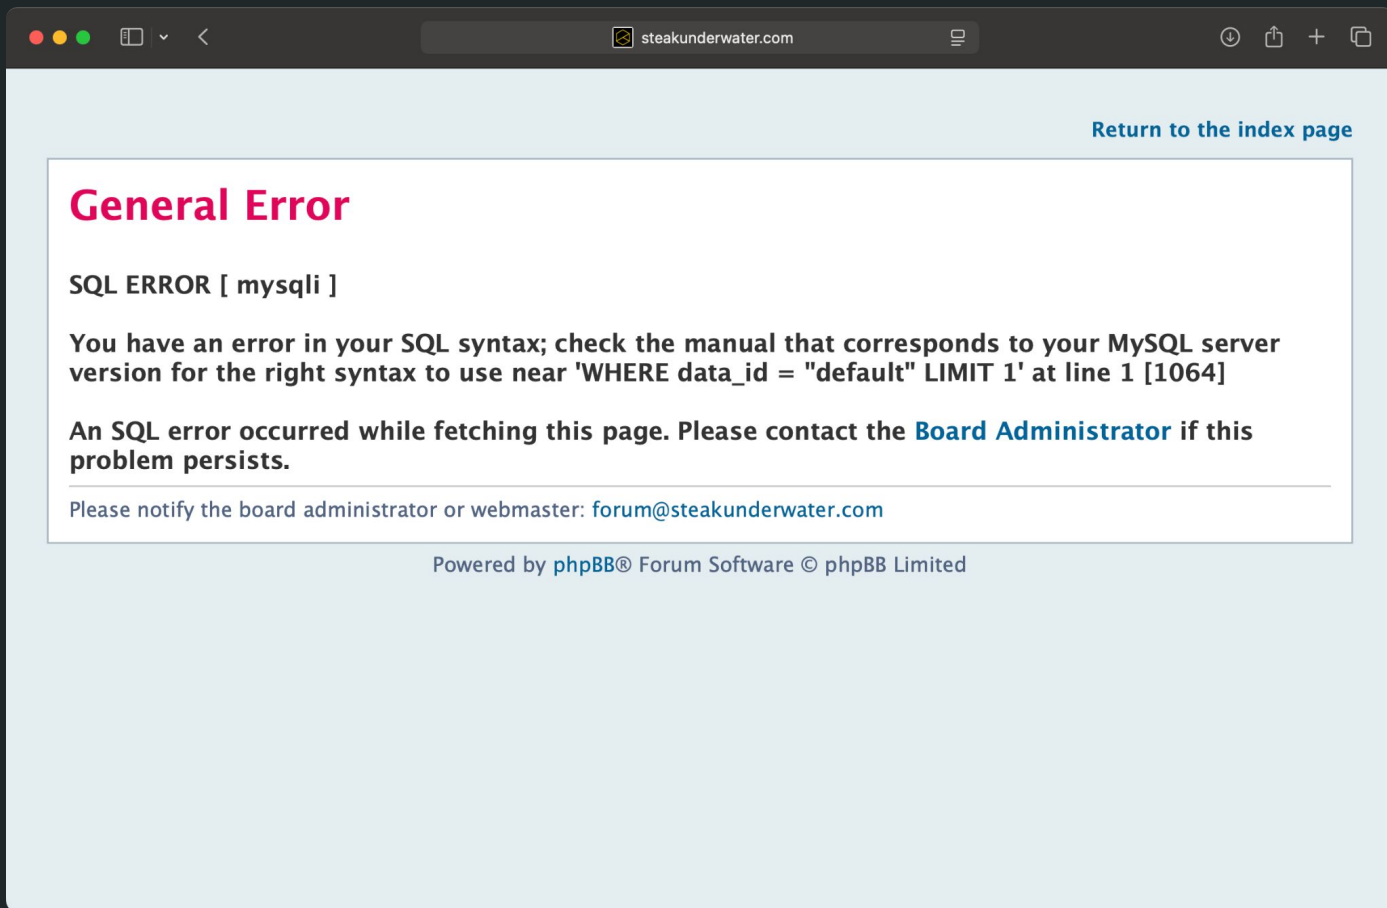 steakunderwater.com
Return to the index page
General Error
SQL ERROR [ mysqli ]
You have an error in your SQL syntax; check the manual that corresponds to your MySQL server
version for the right syntax to use near 'WHERE data_id = "default" LIMIT 1' at line 1 [1064]
An SQL error occurred while fetching this page. Please contact the Board Administrator if this
problem persists.
Please notify the board administrator or webmaster: forum@steakunderwater.com
Powered by phpBB® Forum Software © phpBB Limited